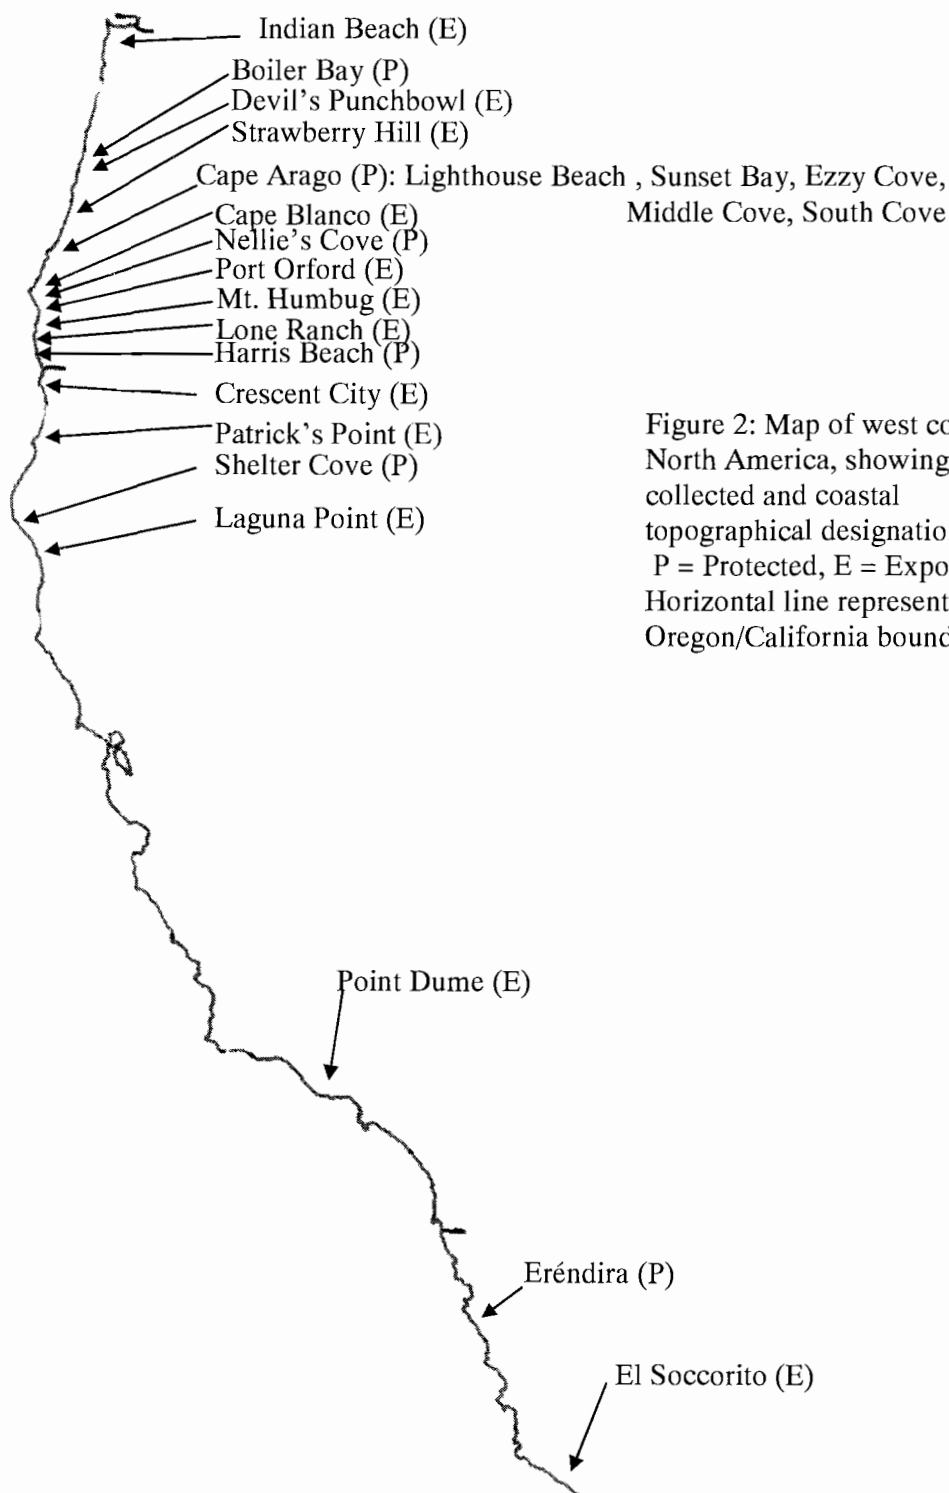 Indian Beach (E)
Boiler Bay (P)
Devil's Punchbowl (E)
Strawberry Hill (E)
Cape Arago (P): Lighthouse Beach , Sunset Bay, Ezzy Cove,
Middle Cove, South Cove
Cape Blanco (E)
Nellie's Cove (P)
Port Orford (E)
Mt. Humbug (E)
Lone Ranch (E)
Harris Beach (P)
Crescent City (E)
Patrick's Point (E)
Shelter Cove (P)
Laguna Point (E)
Figure 2: Map of west co
North America, showing
collected and coastal
topographical designatio
P = Protected, E = Expo
Horizontal line represent
Oregon/California bound
Point Dume (E)
Eréndira (P)
El Soccorito (E)